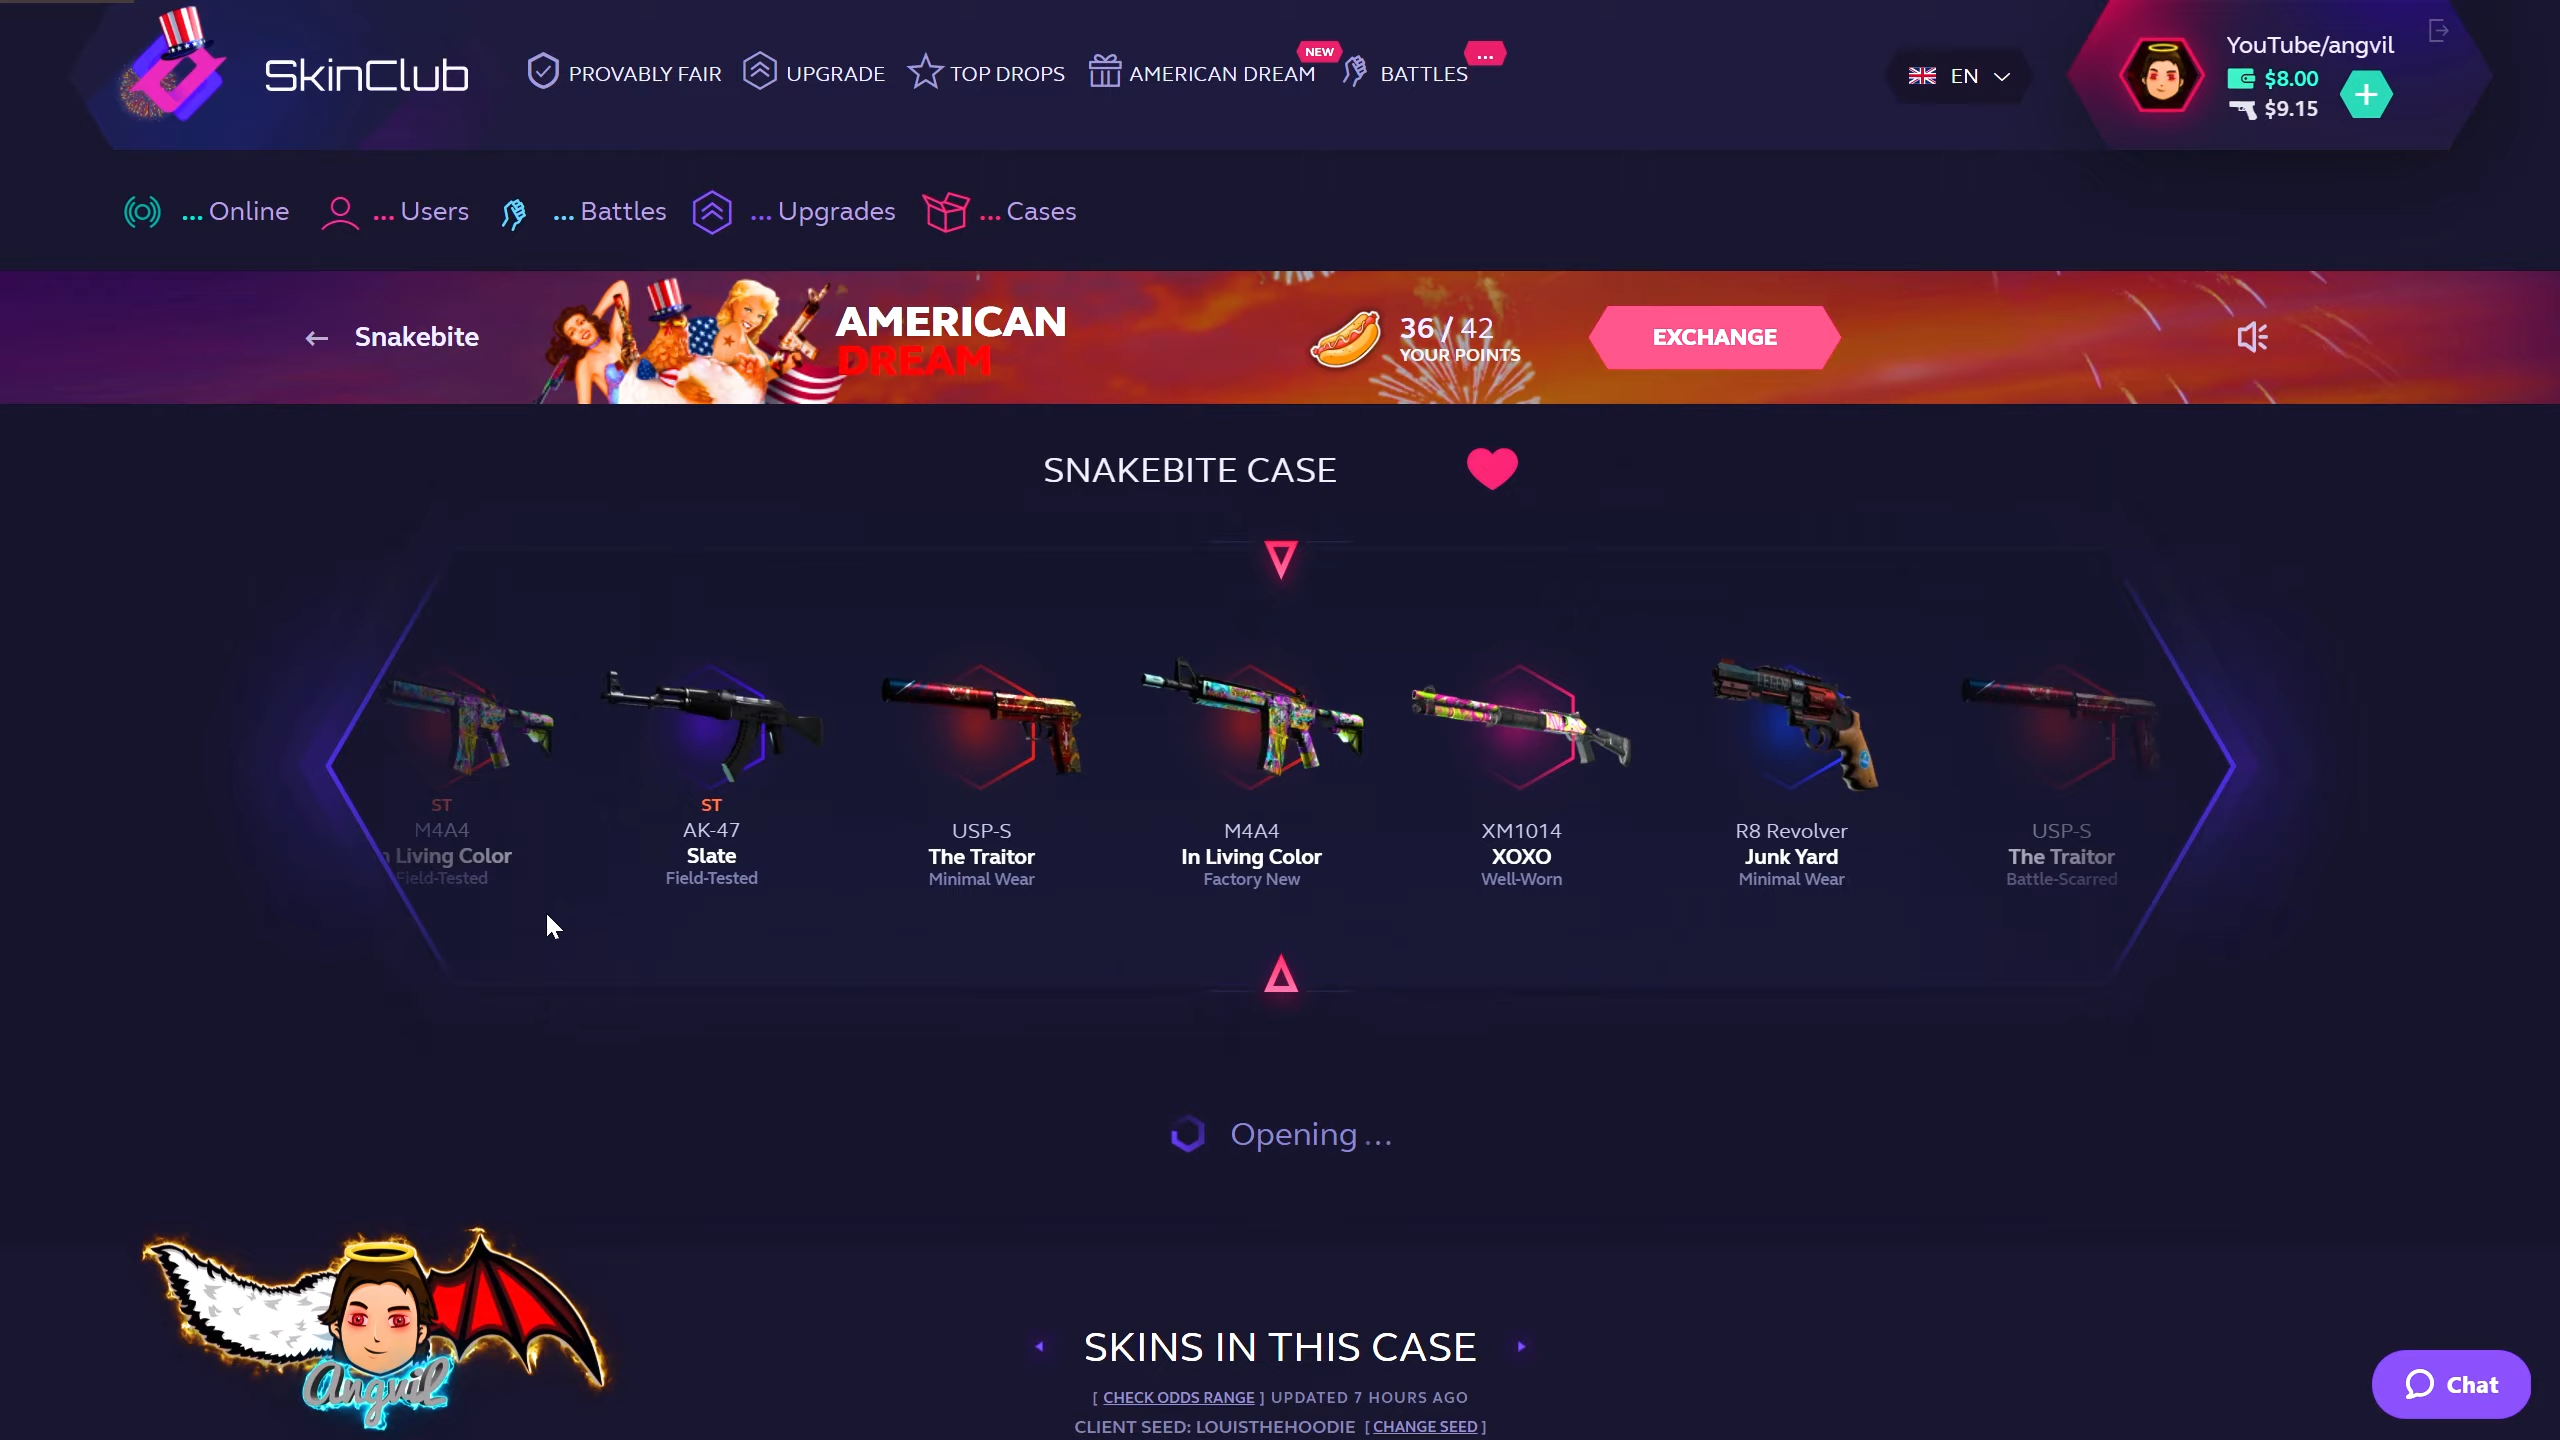 SkinClub
PROVABLY FAIR
UPGRADE
TOP DROPS
AMERICAN DREAM
NEW
BATTLES
...
EN
YouTube/angvil
$8.00
$9.15
... Online
... Users
... Battles
... Upgrades
... Cases
Snakebite
AMERICAN
DREAM
36 / 42
YOUR POINTS
EXCHANGE
SNAKEBITE CASE
ST
M4A4
n Living Color
Field-Tested
ST
AK-47
Slate
Field-Tested
USP-S
The Traitor
Minimal Wear
M4A4
In Living Color
Factory New
XM1014
XOXO
Well-Worn
LEGEND
R8 Revolver
Junk Yard
Minimal Wear
USP-S
The Traitor
Battle-Scarred
Opening ...
Angvil
SKINS IN THIS CASE
[ CHECK ODDS RANGE ] UPDATED 7 HOURS AGO
CLIENT SEED: LOUISTHEHOODIE [ CHANGE SEED ]
Chat